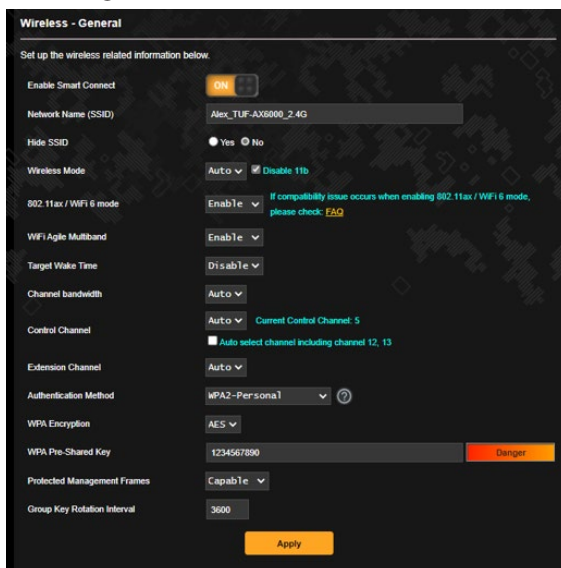 Wireless - General
Set up the wireless related information below.
Enable Smart Connect ON
Network Name (SSID) Alex_TUF-AX6000_2.4G
Hide SSID Yes No
Wireless Mode Auto Disable 11b
802.11ax / WiFi 6 mode Enable If compatibility issue occurs when enabling 802.11ax / WiFi 6 mode,
please check: FAQ
WiFi Agile Multiband Enable
Target Wake Time Disable
Channel bandwidth Auto
Control Channel Auto Current Control Channel: 5
Auto select channel including channel 12, 13
Extension Channel Auto
Authentication Method WPA2-Personal ?
WPA Encryption AES
WPA Pre-Shared Key 1234567890 Danger
Protected Management Frames Capable
Group Key Rotation Interval 3600
Apply